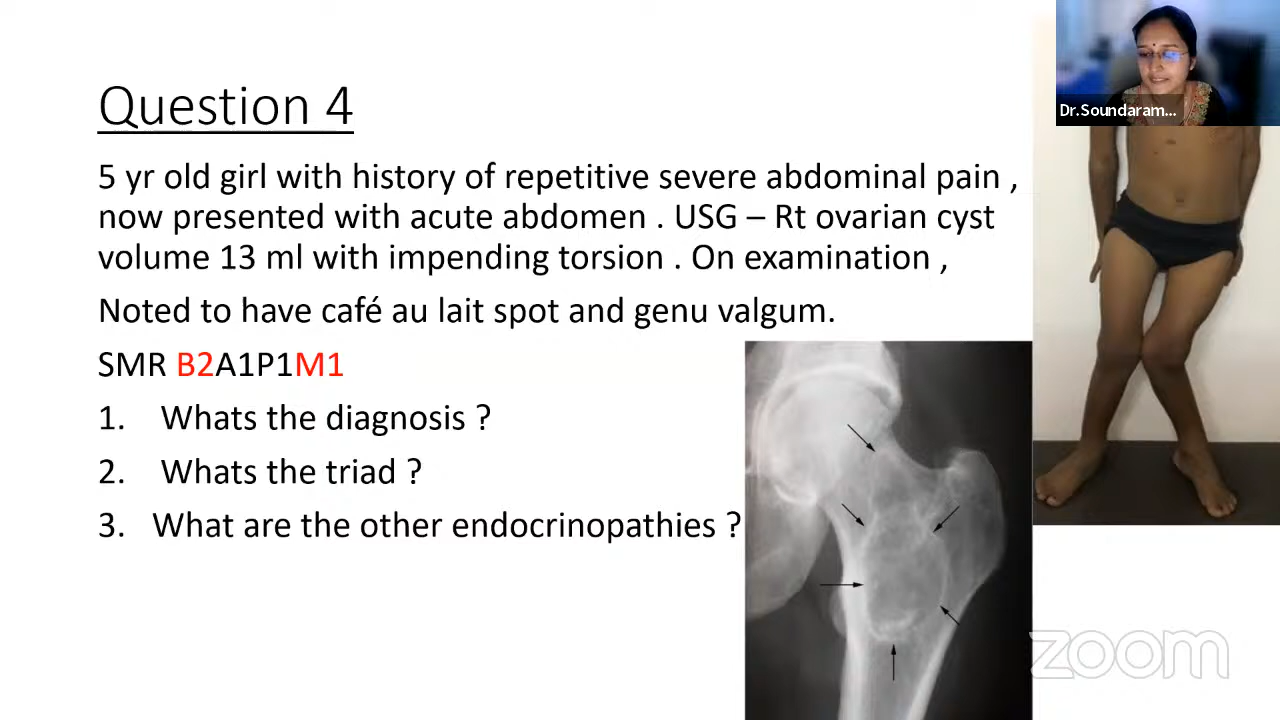 Question 4
5 yr old girl with history of repetitive severe abdominal pain ,
now presented with acute abdomen . USG – Rt ovarian cyst
volume 13 ml with impending torsion . On examination ,
Noted to have café au lait spot and genu valgum.
SMR B2A1P1M1
1. Whats the diagnosis ?
2. Whats the triad ?
3. What are the other endocrinopathies ?
Dr.Soundaram...
zoom